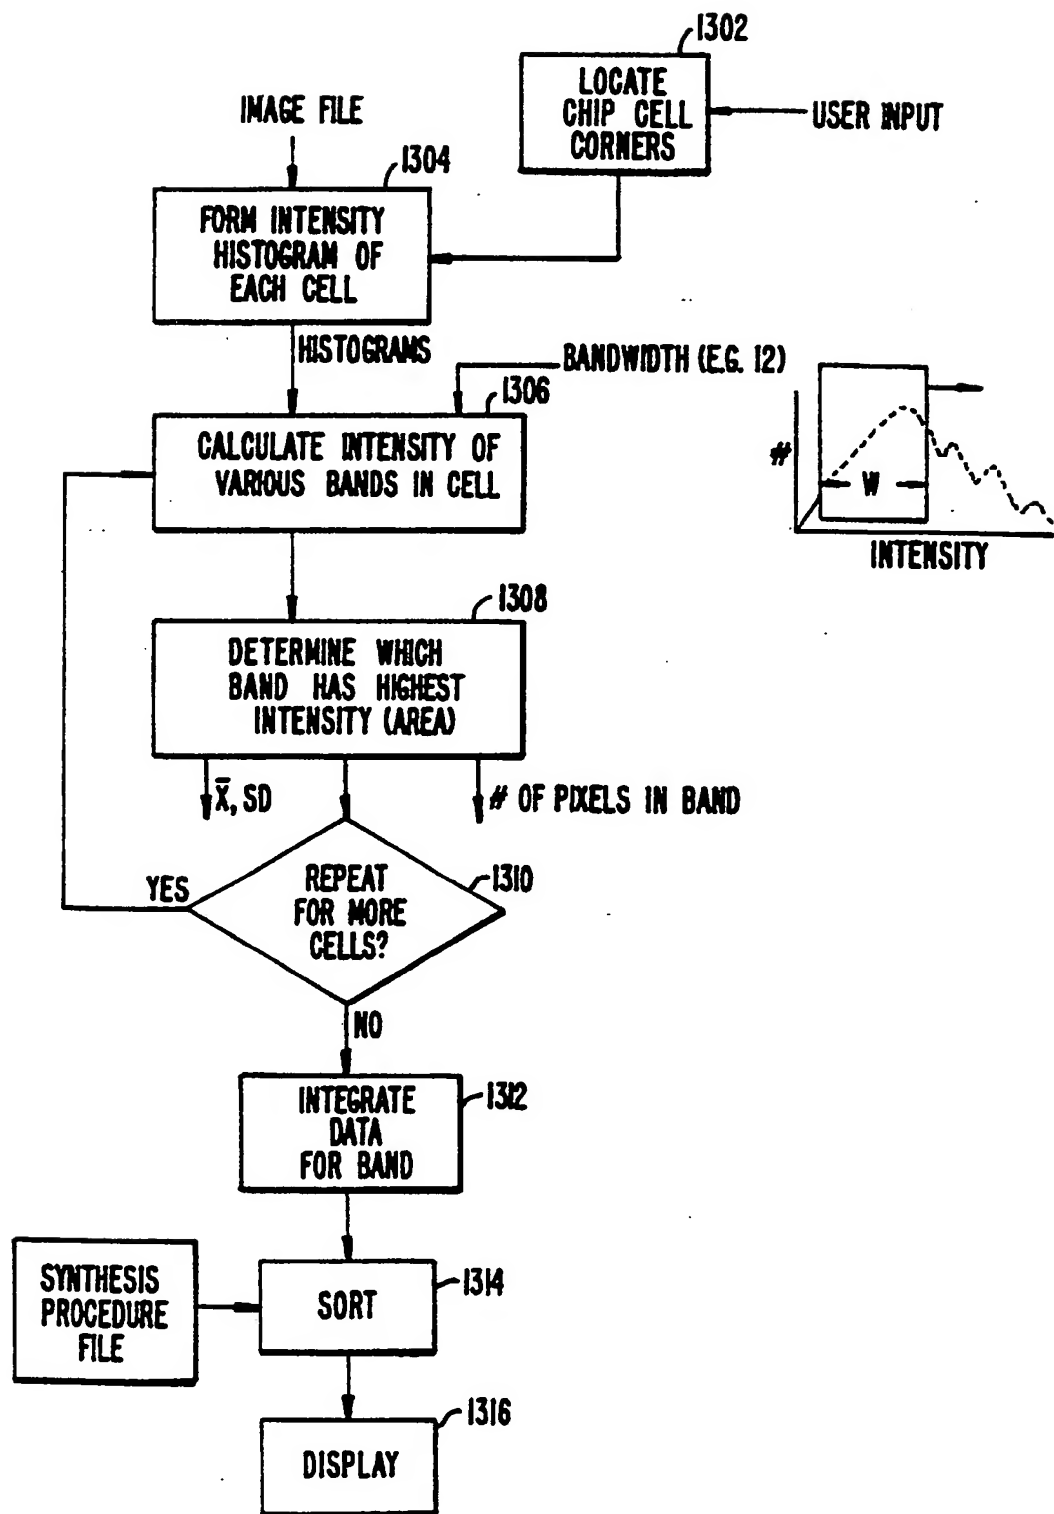 1302
LOCATE
CHIP CELL
CORNERS
USER INPUT
IMAGE FILE
1304
FORM INTENSITY
HISTOGRAM OF
EACH CELL
HISTOGRAMS
BANDWIDTH (E.G. 12)
1306
CALCULATE INTENSITY OF
VARIOUS BANDS IN CELL
#
W
INTENSITY
1308
DETERMINE WHICH
BAND HAS HIGHEST
INTENSITY (AREA)
X̄, SD
# OF PIXELS IN BAND
YES
REPEAT
FOR MORE
CELLS?
1310
NO
INTEGRATE
DATA
FOR BAND
1312
SYNTHESIS
PROCEDURE
FILE
SORT
1314
DISPLAY
1316